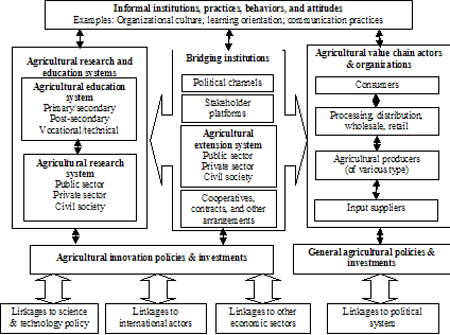 Informal institutions, practices, behaviors, and attitudes
Examples: Organizational culture; learning orientation; communication practices
Agricultural research and
education systems
Agricultural education
system
Primary/secondary
Post-secondary
Vocational/technical
Agricultural research
system
Public sector
Private sector
Civil society
Bridging institutions
Political channels
Stakeholder
platforms
Agricultural
extension system
Public sector
Private sector
Civil society
Cooperatives,
contracts, and other
arrangements
Agricultural value chain actors
& organizations
Consumers
Processing, distribution,
wholesale, retail
Agricultural producers
(of various type)
Input suppliers
Agricultural innovation policies & investments
General agricultural policies &
investments
Linkages to science
& technology policy
Linkages to
international actors
Linkages to other
economic sectors
Linkages to political
system